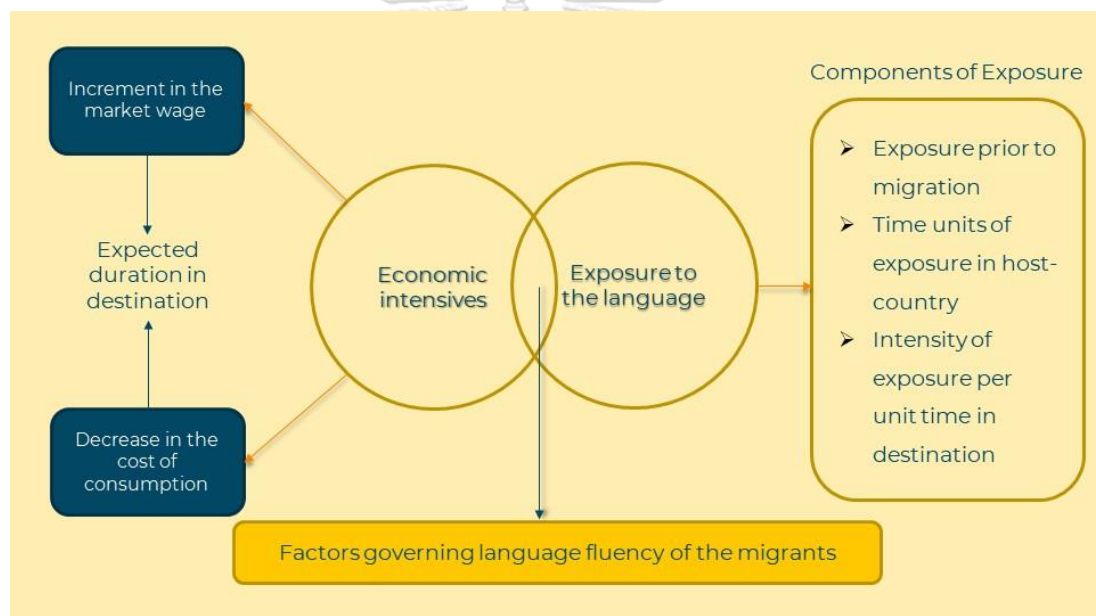 Increment in the
market wage
Expected
duration in
destination
Decrease in the
cost of
consumption
Economic
intensives
Exposure to
the language
Components of Exposure
➢ Exposure prior to
migration
➢ Time units of
exposure in host-
country
➢ Intensity of
exposure per
unit time in
destination
Factors governing language fluency of the migrants